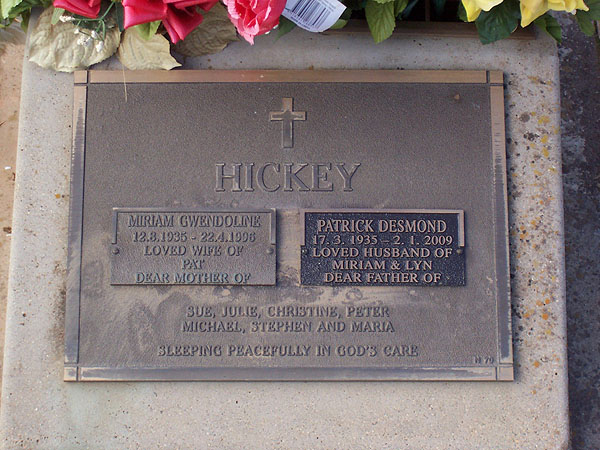 HICKEY
MIRIAM GWENDOLINE
12.8.1935 - 22.4.1996
LOVED WIFE OF
PAT
DEAR MOTHER OF
PATRICK DESMOND
17. 3. 1935 - 2. 1. 2009
LOVED HUSBAND OF
MIRIAM & LYN
DEAR FATHER OF
SUE, JULIE, CHRISTINE, PETER
MICHAEL, STEPHEN AND MARIA
SLEEPING PEACEFULLY IN GOD'S CARE